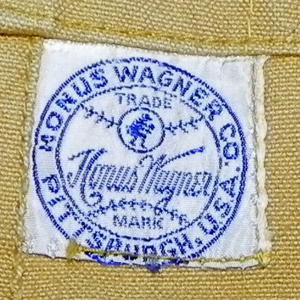 HONUS WAGNER CO.
TRADE
Honus Wagner
MARK
PITTSBURGH, U.S.A.